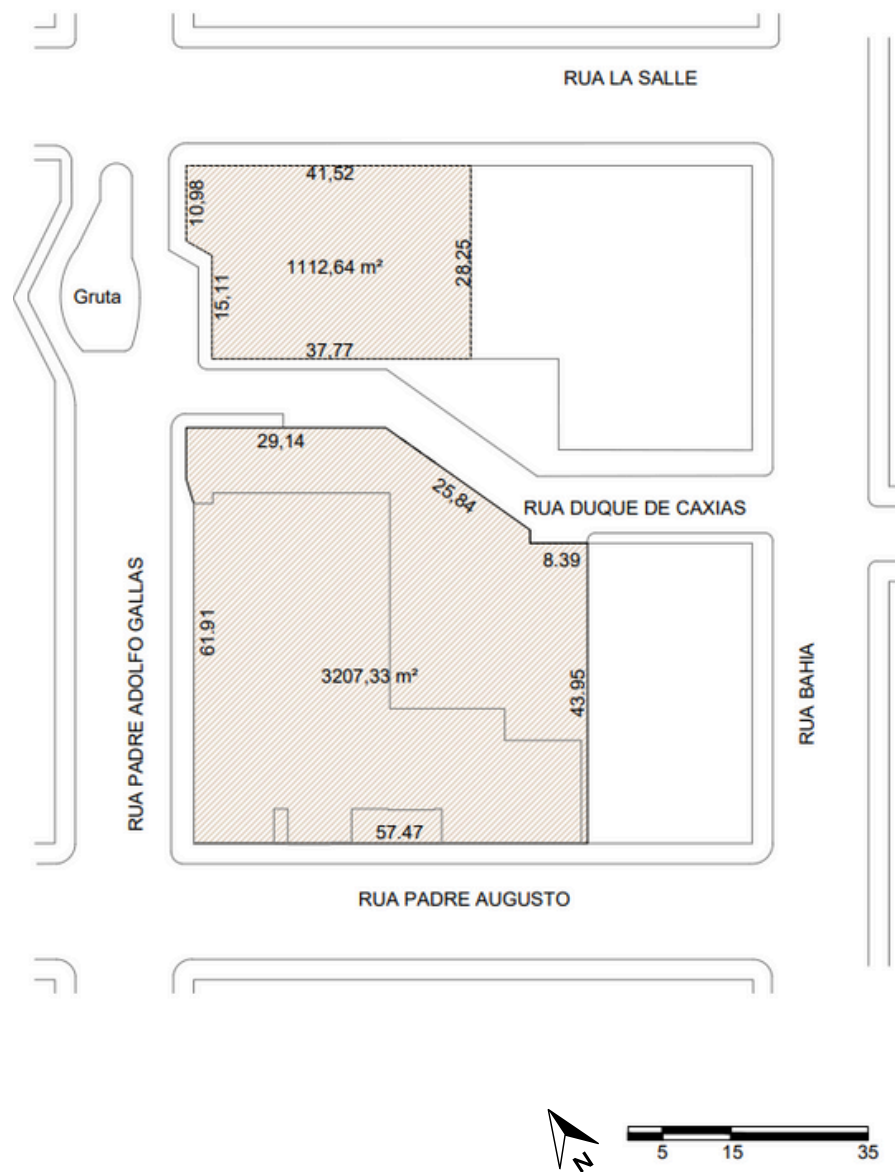 RUA LA SALLE
41,52
10,98
1112,64 m²
28,25
15,11
Gruta
37,77
29,14
25,84
RUA DUQUE DE CAXIAS
8.39
61.91
RUA PADRE ADOLFO GALLAS
3207,33 m²
43.95
RUA BAHIA
57.47
RUA PADRE AUGUSTO
N
5 15 35